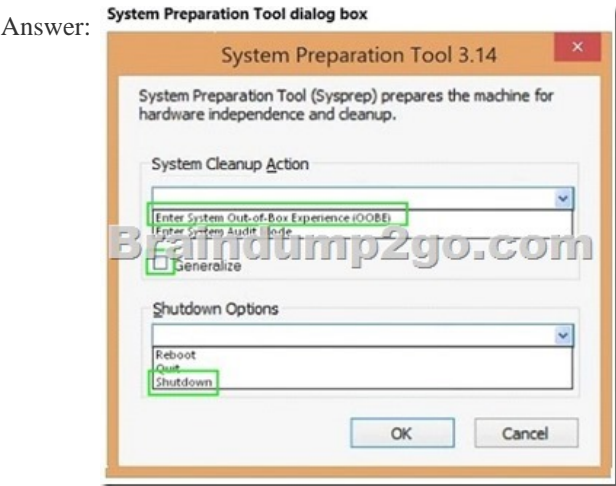 System Preparation Tool dialog box
Answer:
System Preparation Tool 3.14
System Preparation Tool (Sysprep) prepares the machine for
hardware independence and cleanup.
System Cleanup Action
Enter System Out-of-Box Experience (OOBE)
Enter System Audit Mode
Braindump2go.com
Generalize
Shutdown Options
Reboot
Quit
Shutdown
OK
Cancel